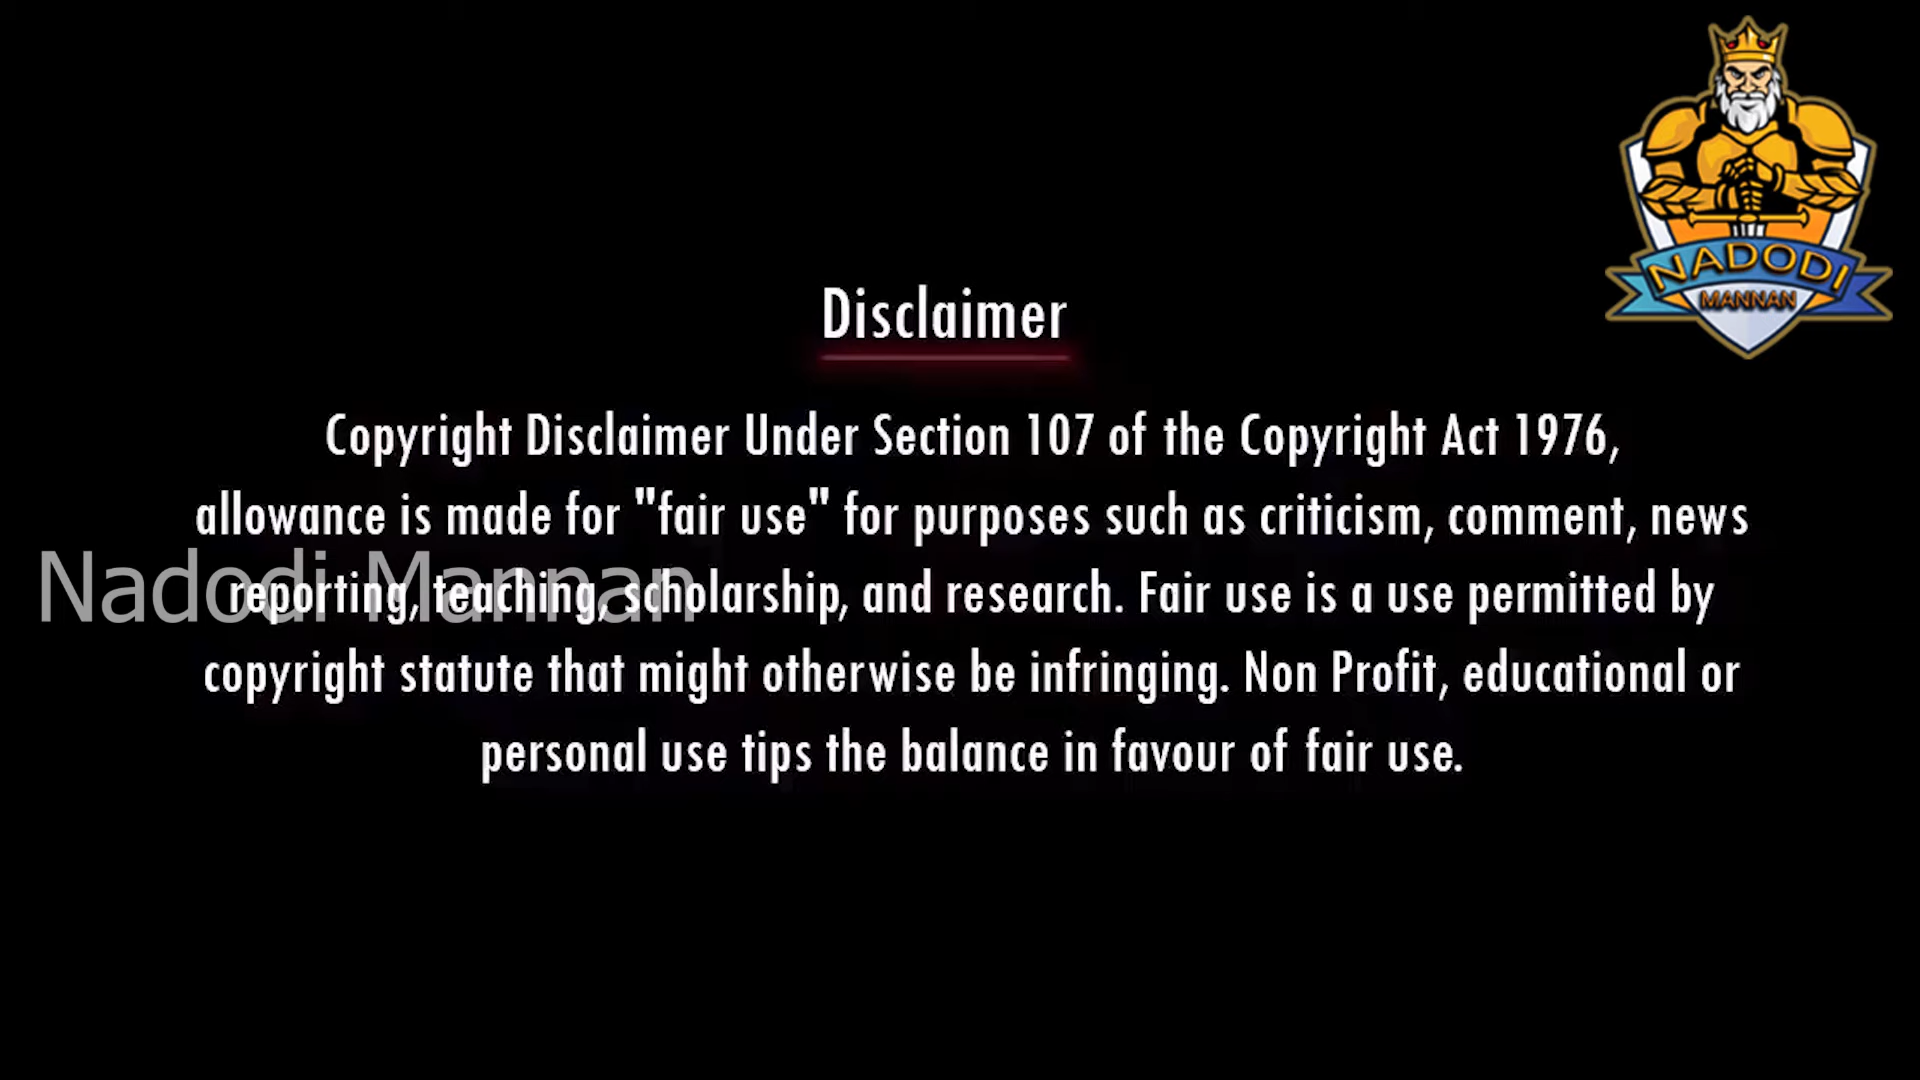 NADODI
MANNAN
Disclaimer
Copyright Disclaimer Under Section 107 of the Copyright Act 1976,
allowance is made for "fair use" for purposes such as criticism, comment, news
reporting, teaching, scholarship, and research. Fair use is a use permitted by
copyright statute that might otherwise be infringing. Non Profit, educational or
personal use tips the balance in favour of fair use.
Nadodi Mannan